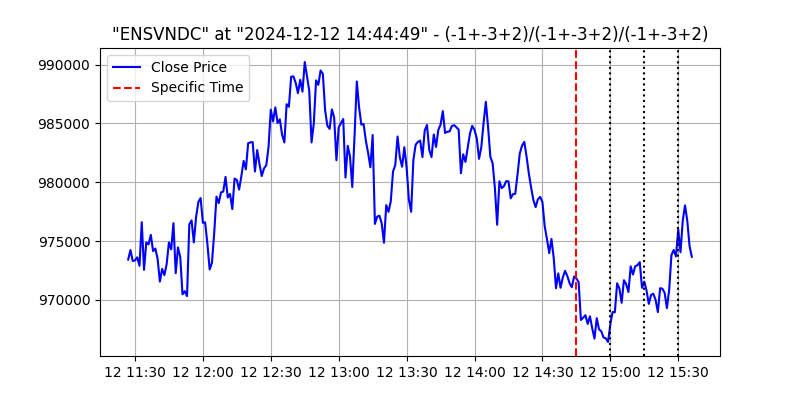 "ENSVNDC" at "2024-12-12 14:44:49" - (-1+-3+2)/(-1+-3+2)/(-1+-3+2)
Close Price
Specific Time
990000
985000
980000
975000
970000
12 11:30 12 12:00 12 12:30 12 13:00 12 13:30 12 14:00 12 14:30 12 15:00 12 15:30